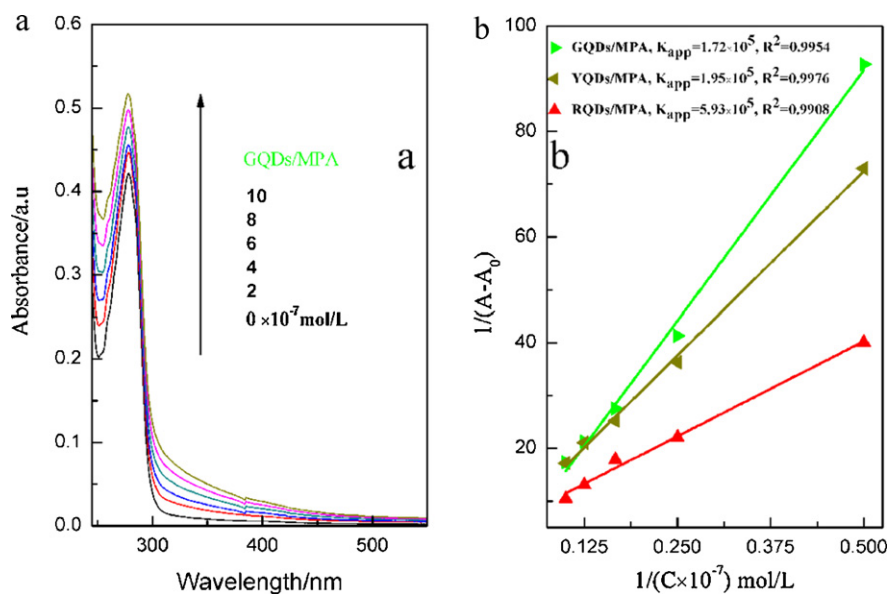 a
0.6
0.5
0.4
0.3
0.2
0.1
0.0
Absorbance/a.u
300
400
500
Wavelength/nm
a
GQDs/MPA
10
8
6
4
2
0 ×10⁻⁷mol/L
b
100
80
60
40
20
1/(A-A₀)
GQDs/MPA, Kapp=1.72×10⁵, R²=0.9954
YQDs/MPA, Kapp=1.95×10⁵, R²=0.9976
RQDs/MPA, Kapp=5.93×10⁵, R²=0.9908
b
0.125
0.250
0.375
0.500
1/(C×10⁻⁷) mol/L